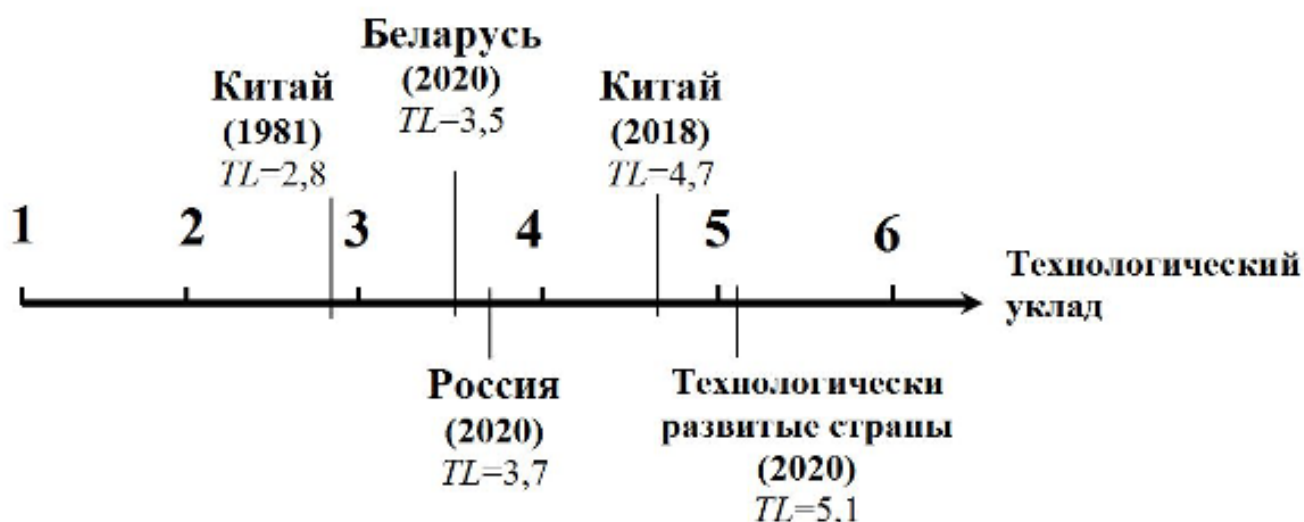 Беларусь
(2020)
TL=3,5
Китай
(1981)
TL=2,8
Китай
(2018)
TL=4,7
1 2 3 4 5 6
Технологический
уклад
Россия
(2020)
TL=3,7
Технологически
развитые страны
(2020)
TL=5,1